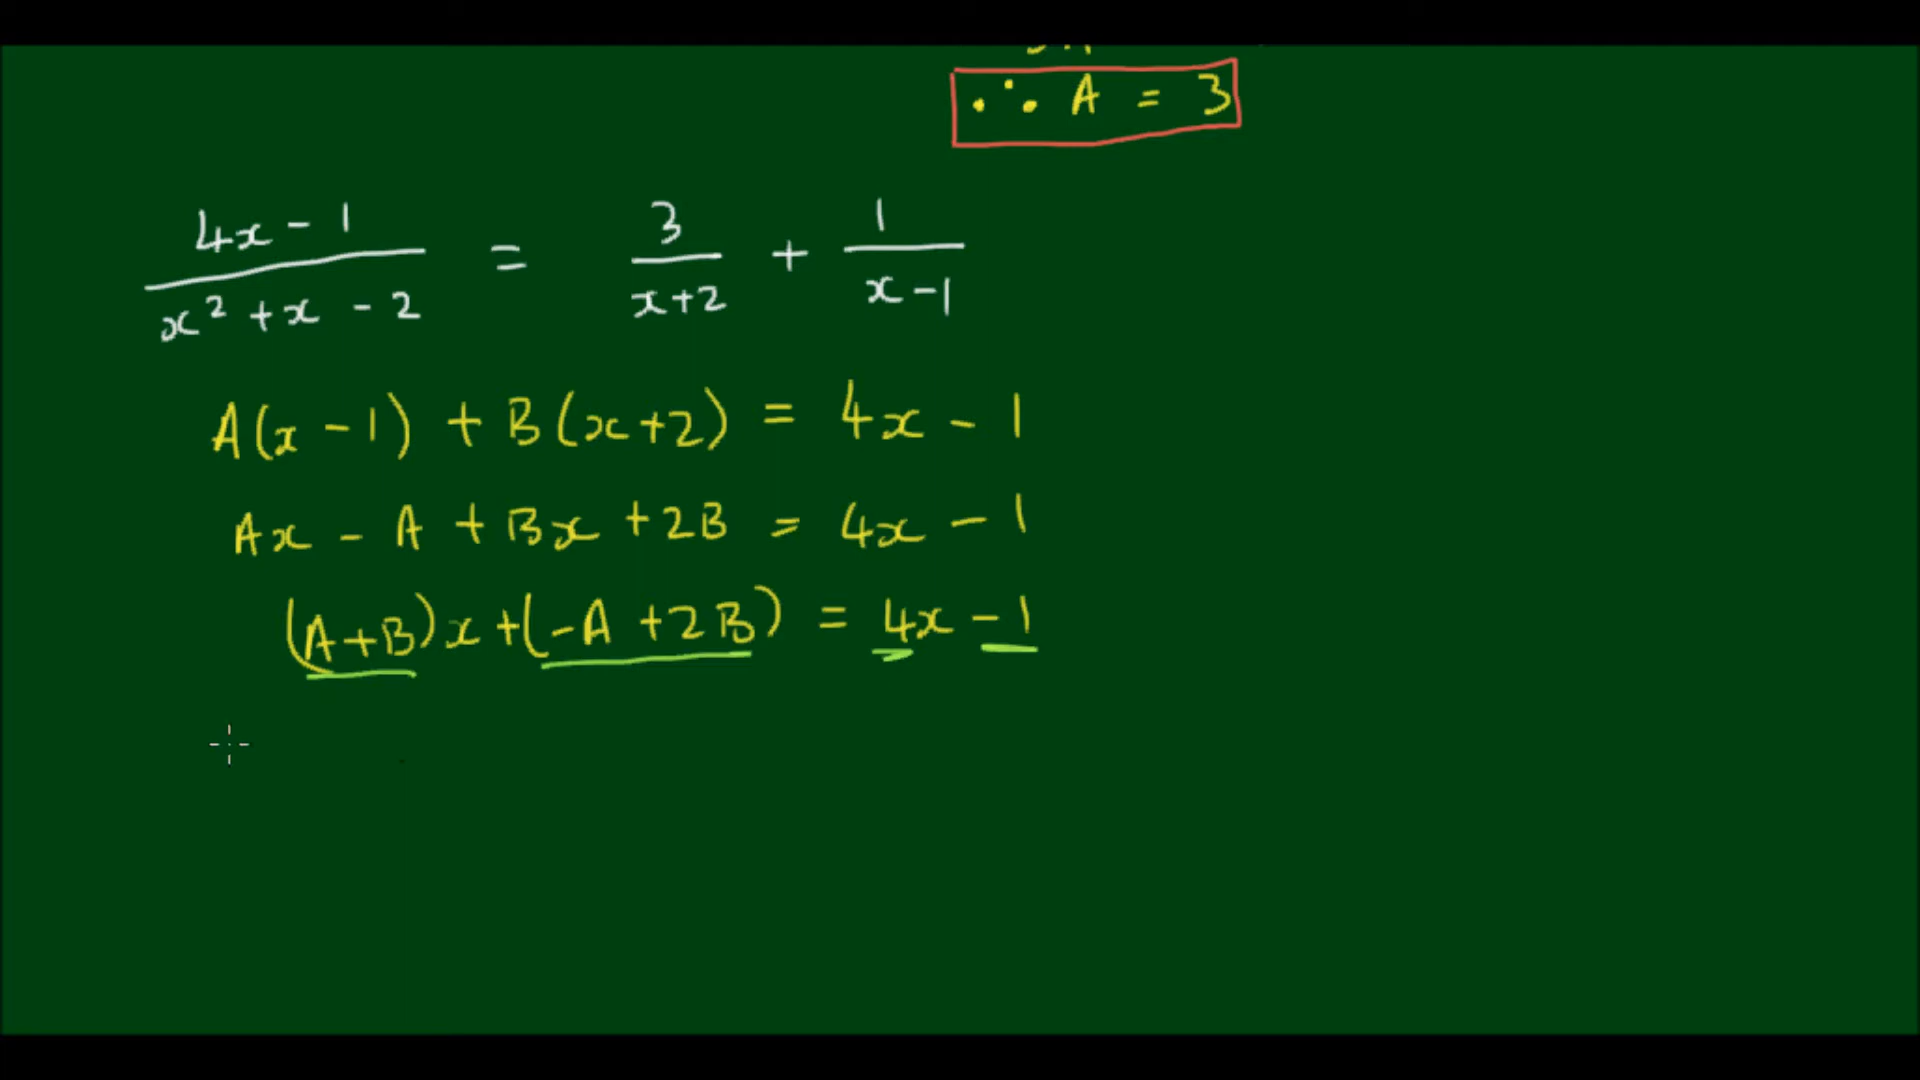 ∴ A = 3
4x - 1 / x² + x - 2 = 3 / x+2 + 1 / x-1
A(x - 1) + B(x+2) = 4x - 1
Ax - A + Bx + 2B = 4x - 1
(A+B)x + (-A + 2B) = 4x - 1